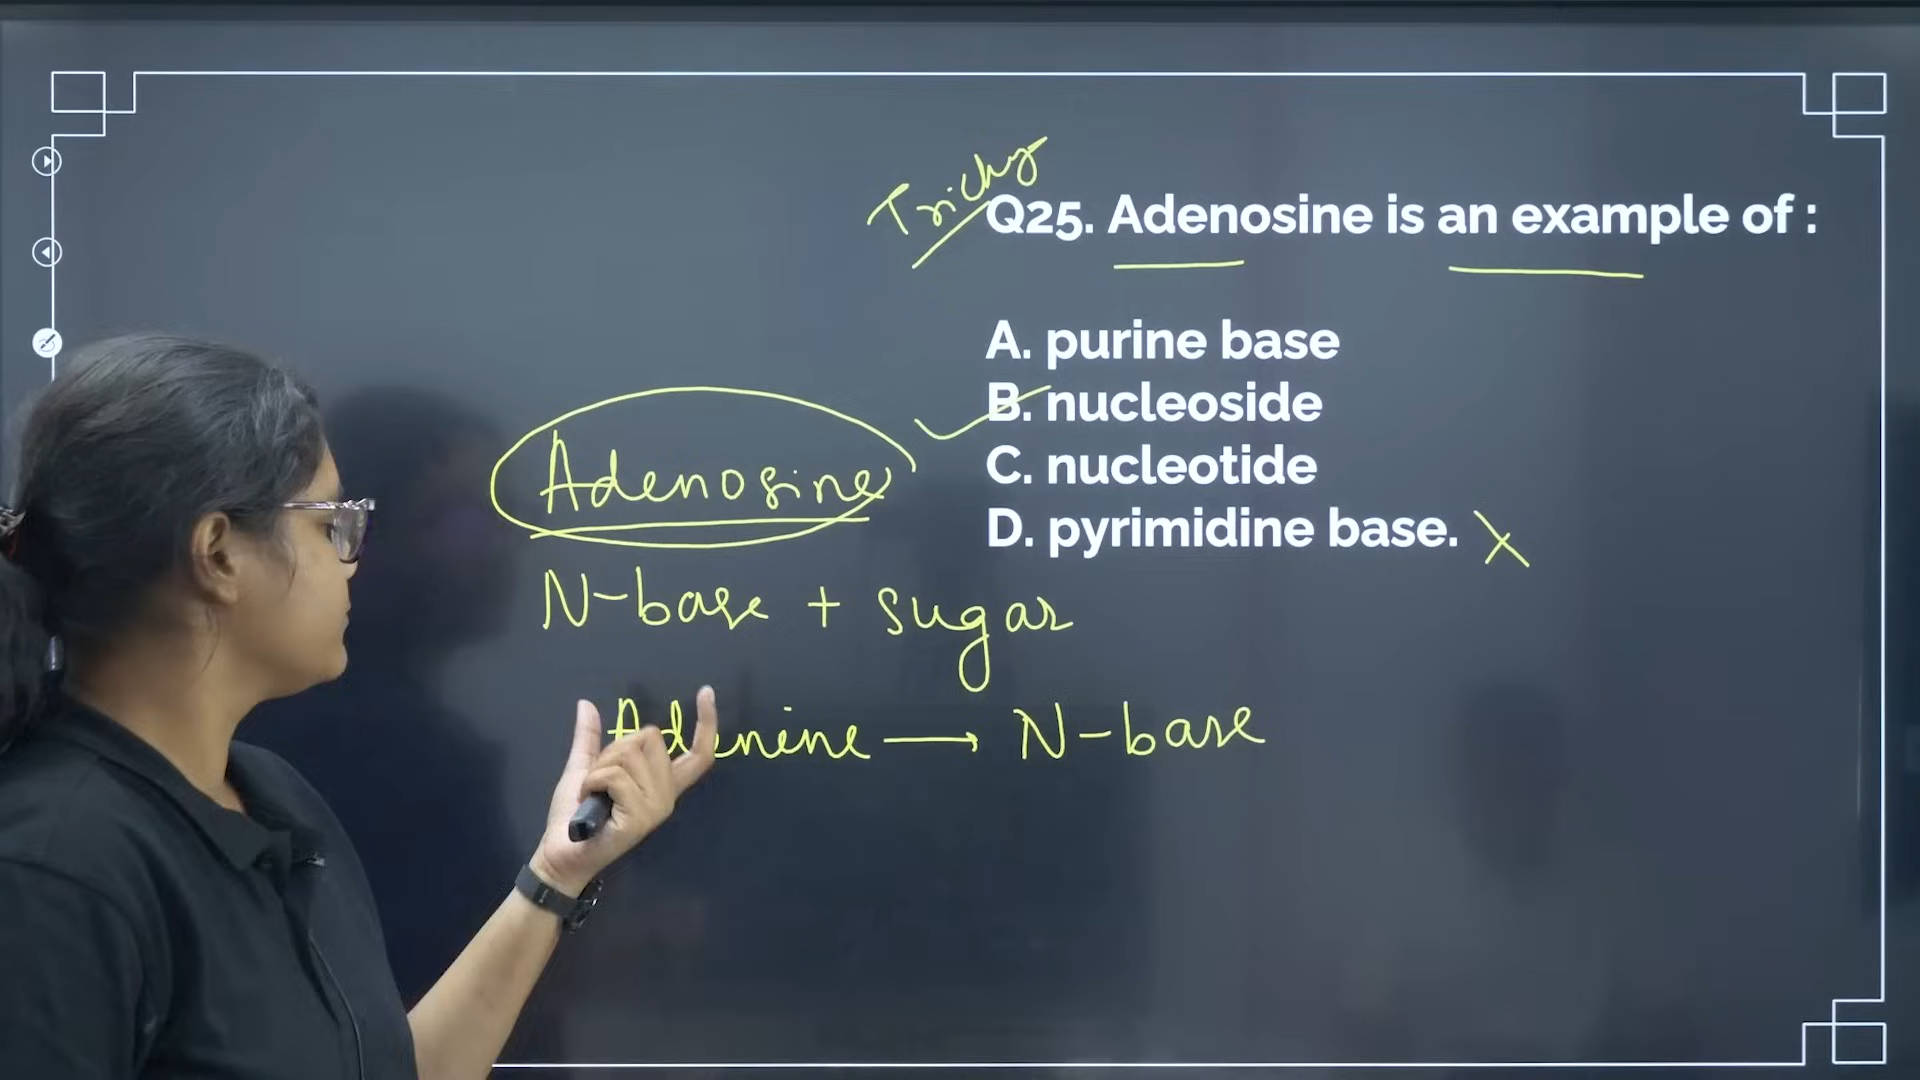 Tricky
Q25. Adenosine is an example of :
A. purine base
B. nucleoside
C. nucleotide
D. pyrimidine base.
Adenosine
N-base + sugar
Adenine → N-base